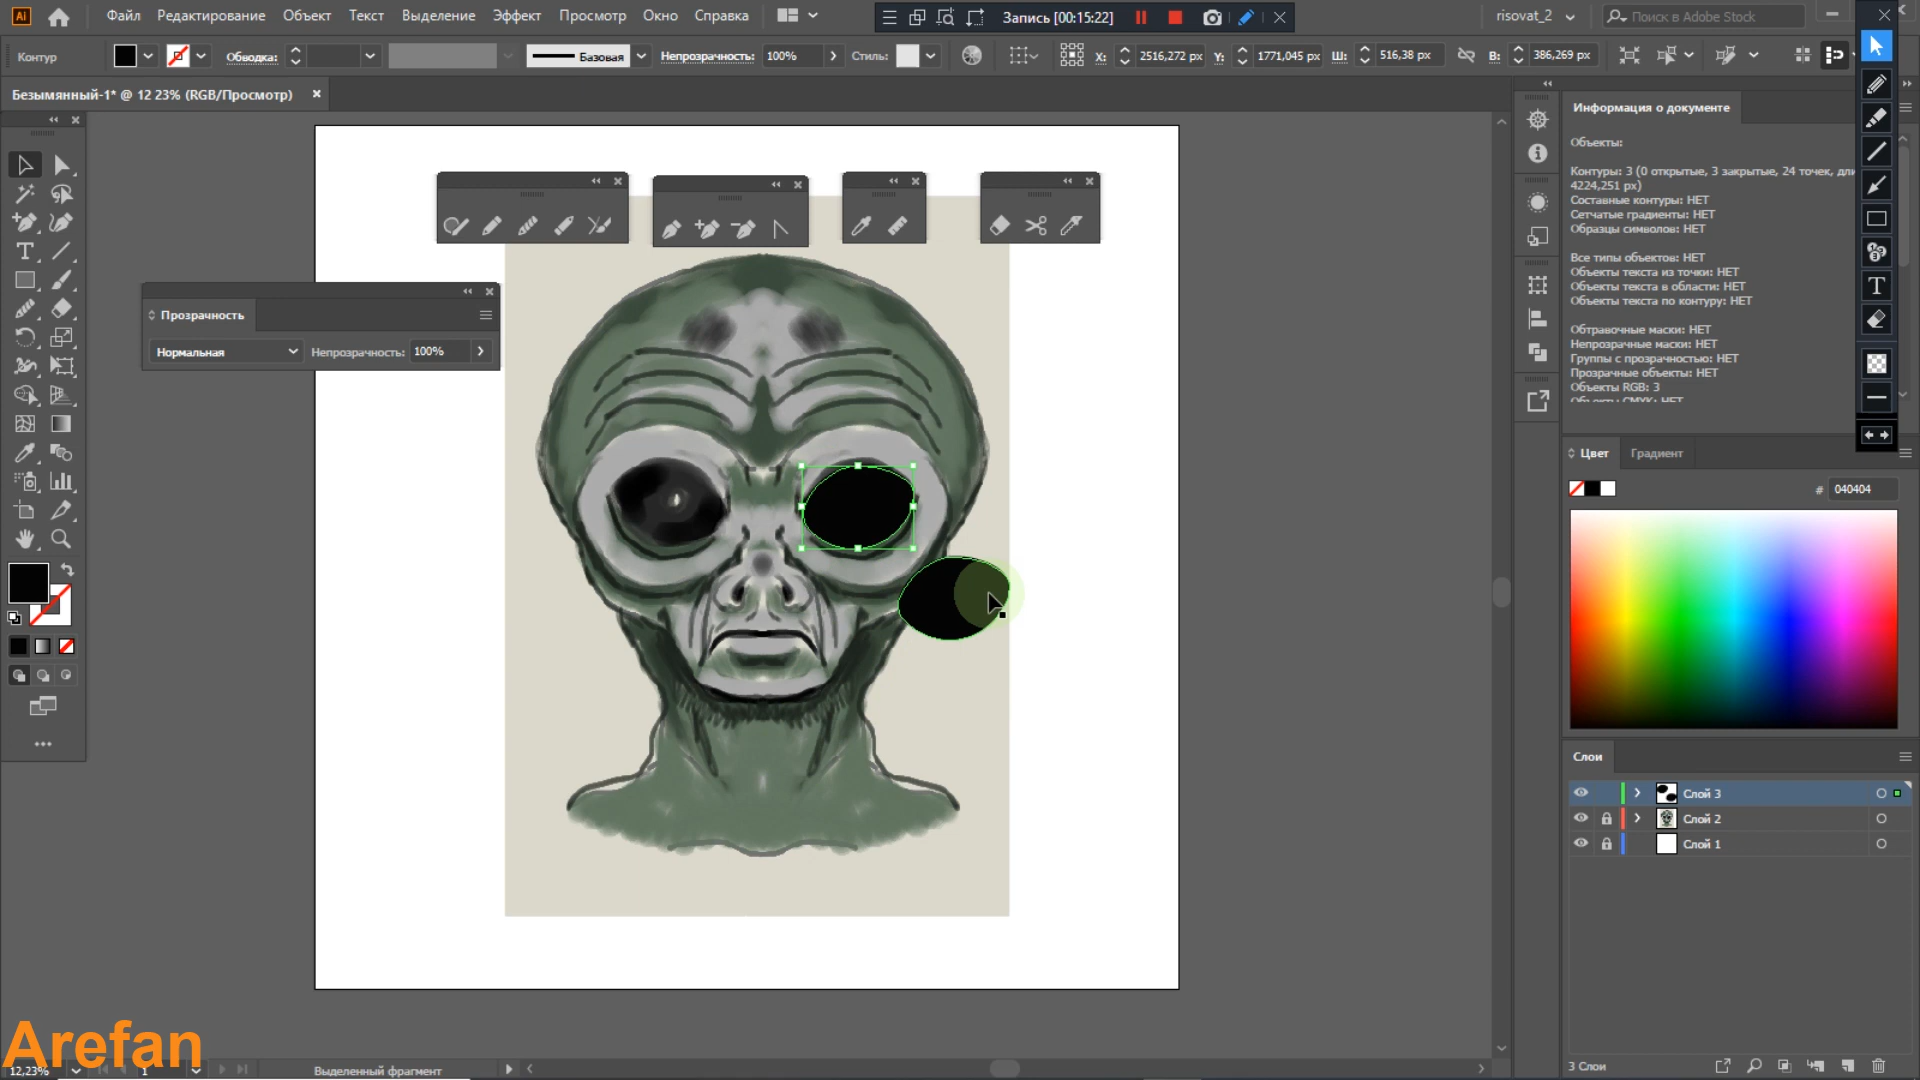 Ai Файл Редактирование Объект Текст Выделение Эффект Просмотр Окно Справка Запись [00:15:22] risovat_2 Поиск в Adobe Stock
Контур Обводка: Базовая Непрозрачность: 100% Стиль: X: 2516,272 px Y: 1771,045 px Ш: 516,38 px В: 386,269 px
Безымянный-1* @ 12 23% (RGB/Просмотр)
Информация о документе
Объекты:
Контуры: 3 (0 открытые, 3 закрытые, 24 точек, дли
4224,251 px)
Составные контуры: НЕТ
Сетчатые градиенты: НЕТ
Образцы символов: НЕТ
Все типы объектов: НЕТ
Объекты текста из точки: НЕТ
Объекты текста в области: НЕТ
Объекты текста по контуру: НЕТ
Обтравочные маски: НЕТ
Непрозрачные маски: НЕТ
Группы с прозрачностью: НЕТ
Прозрачные объекты: НЕТ
Объекты RGB: 3
Объекты CMYK: НЕТ
Прозрачность
Нормальная Непрозрачность: 100%
Цвет Градиент
# 040404
Слои
Слой 3
Слой 2
Слой 1
3 Слои
Arefan
12,23% 1 Выделенный фрагмент